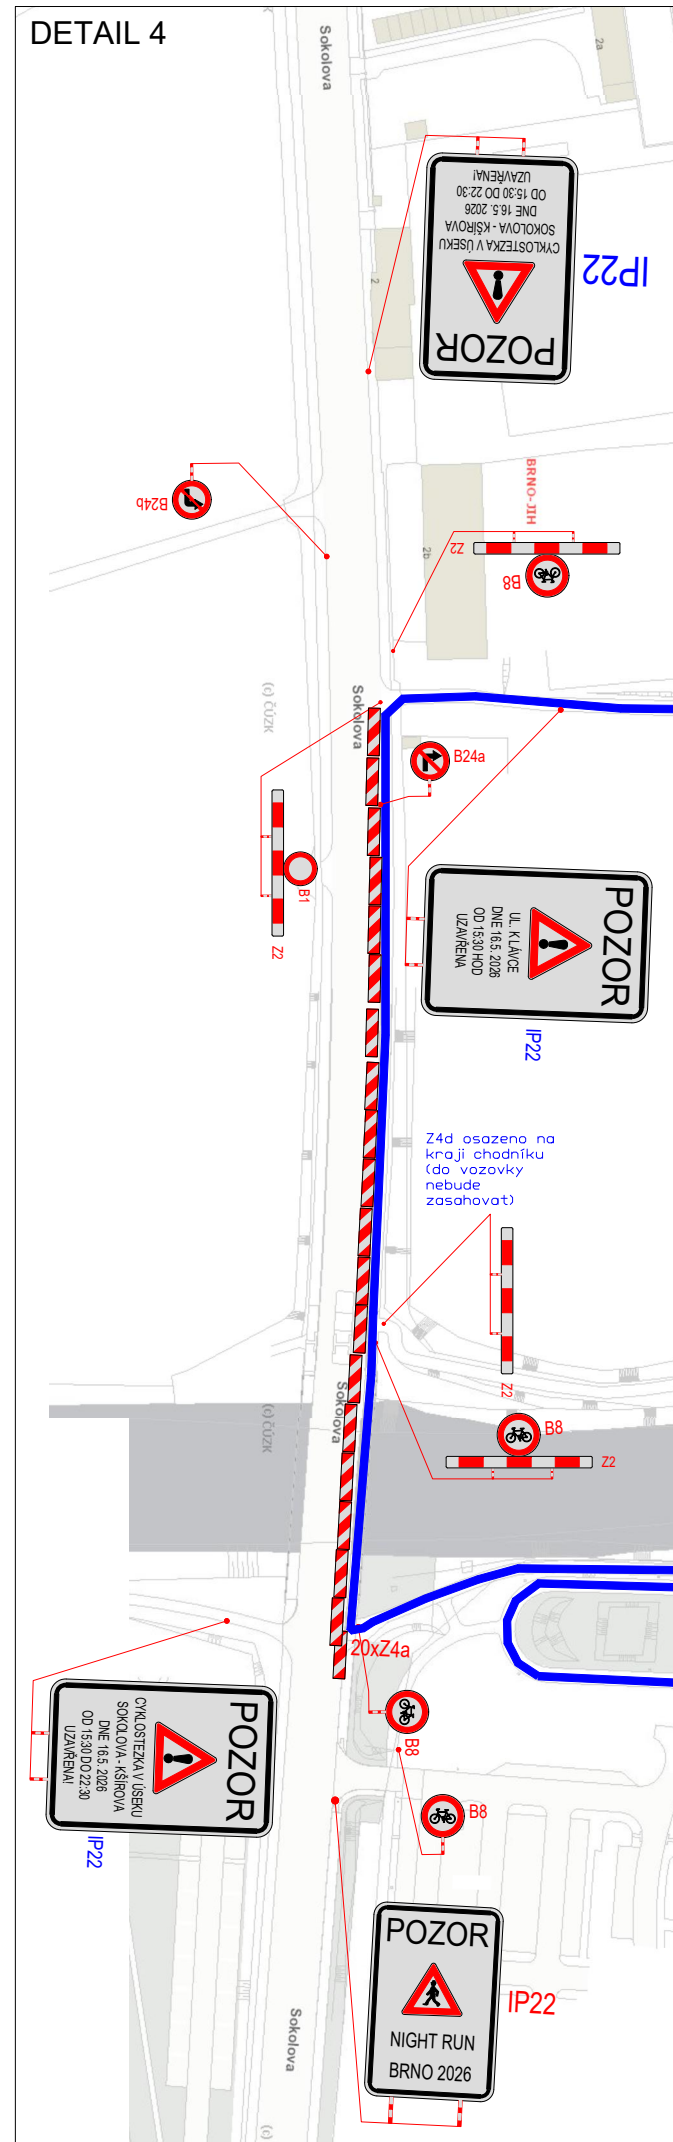 DETAIL 4
Sokolova
2a
POZOR
CYKLOSTEZKA V ÚSEKU
SOKOLOVA - KŠÍROVA
DNE 16.5. 2026
OD 15:30 DO 22:30
UZAVŘENA!
IP22
2
B24b
BRNO-JIH
2b
Z2
B8
(c) ČÚZK
Sokolova
B24a
B1
Z2
POZOR
UL. K LÁVCE
DNE 16.5. 2026
OD 15:30 HOD
UZAVŘENA
IP22
Z4d osazeno na
kraji chodníku
(do vozovky
nebude
zasahovat)
Z2
Sokolova
(c) ČÚZK
B8
Z2
20xZ4a
B8
POZOR
CYKLOSTEZKA V ÚSEKU
SOKOLOVA - KŠÍROVA
DNE 16.5. 2026
OD 15:30 DO 22:30
UZAVŘENA!
IP22
B8
POZOR
NIGHT RUN
BRNO 2026
IP22
Sokolova
(c)